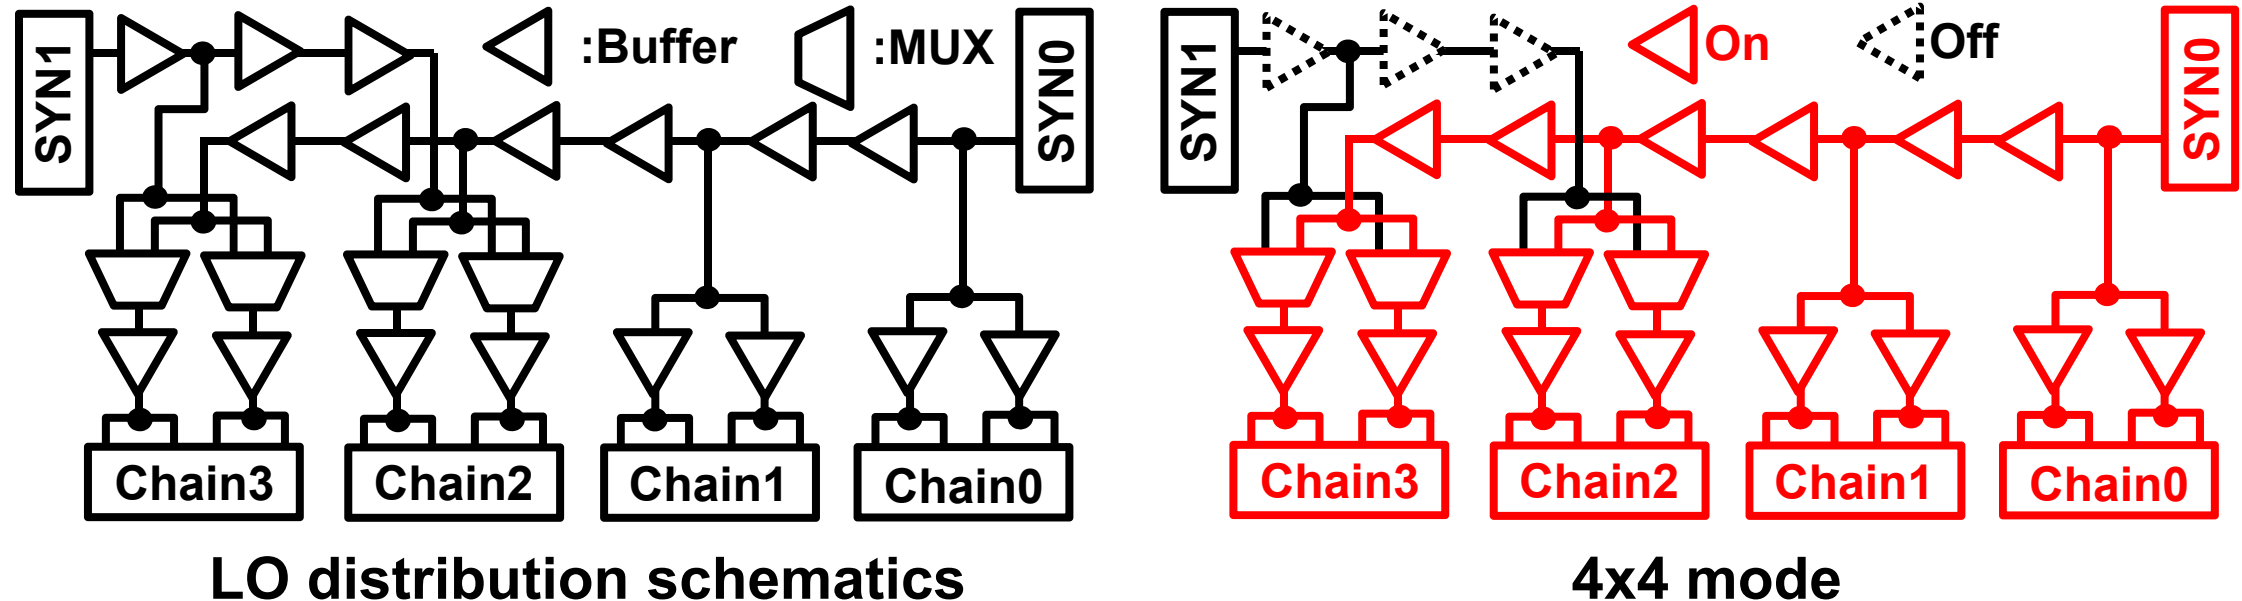 SYN1
:Buffer
:MUX
SYN0
Chain3
Chain2
Chain1
Chain0
LO distribution schematics
SYN1
On
Off
SYN0
Chain3
Chain2
Chain1
Chain0
4x4 mode